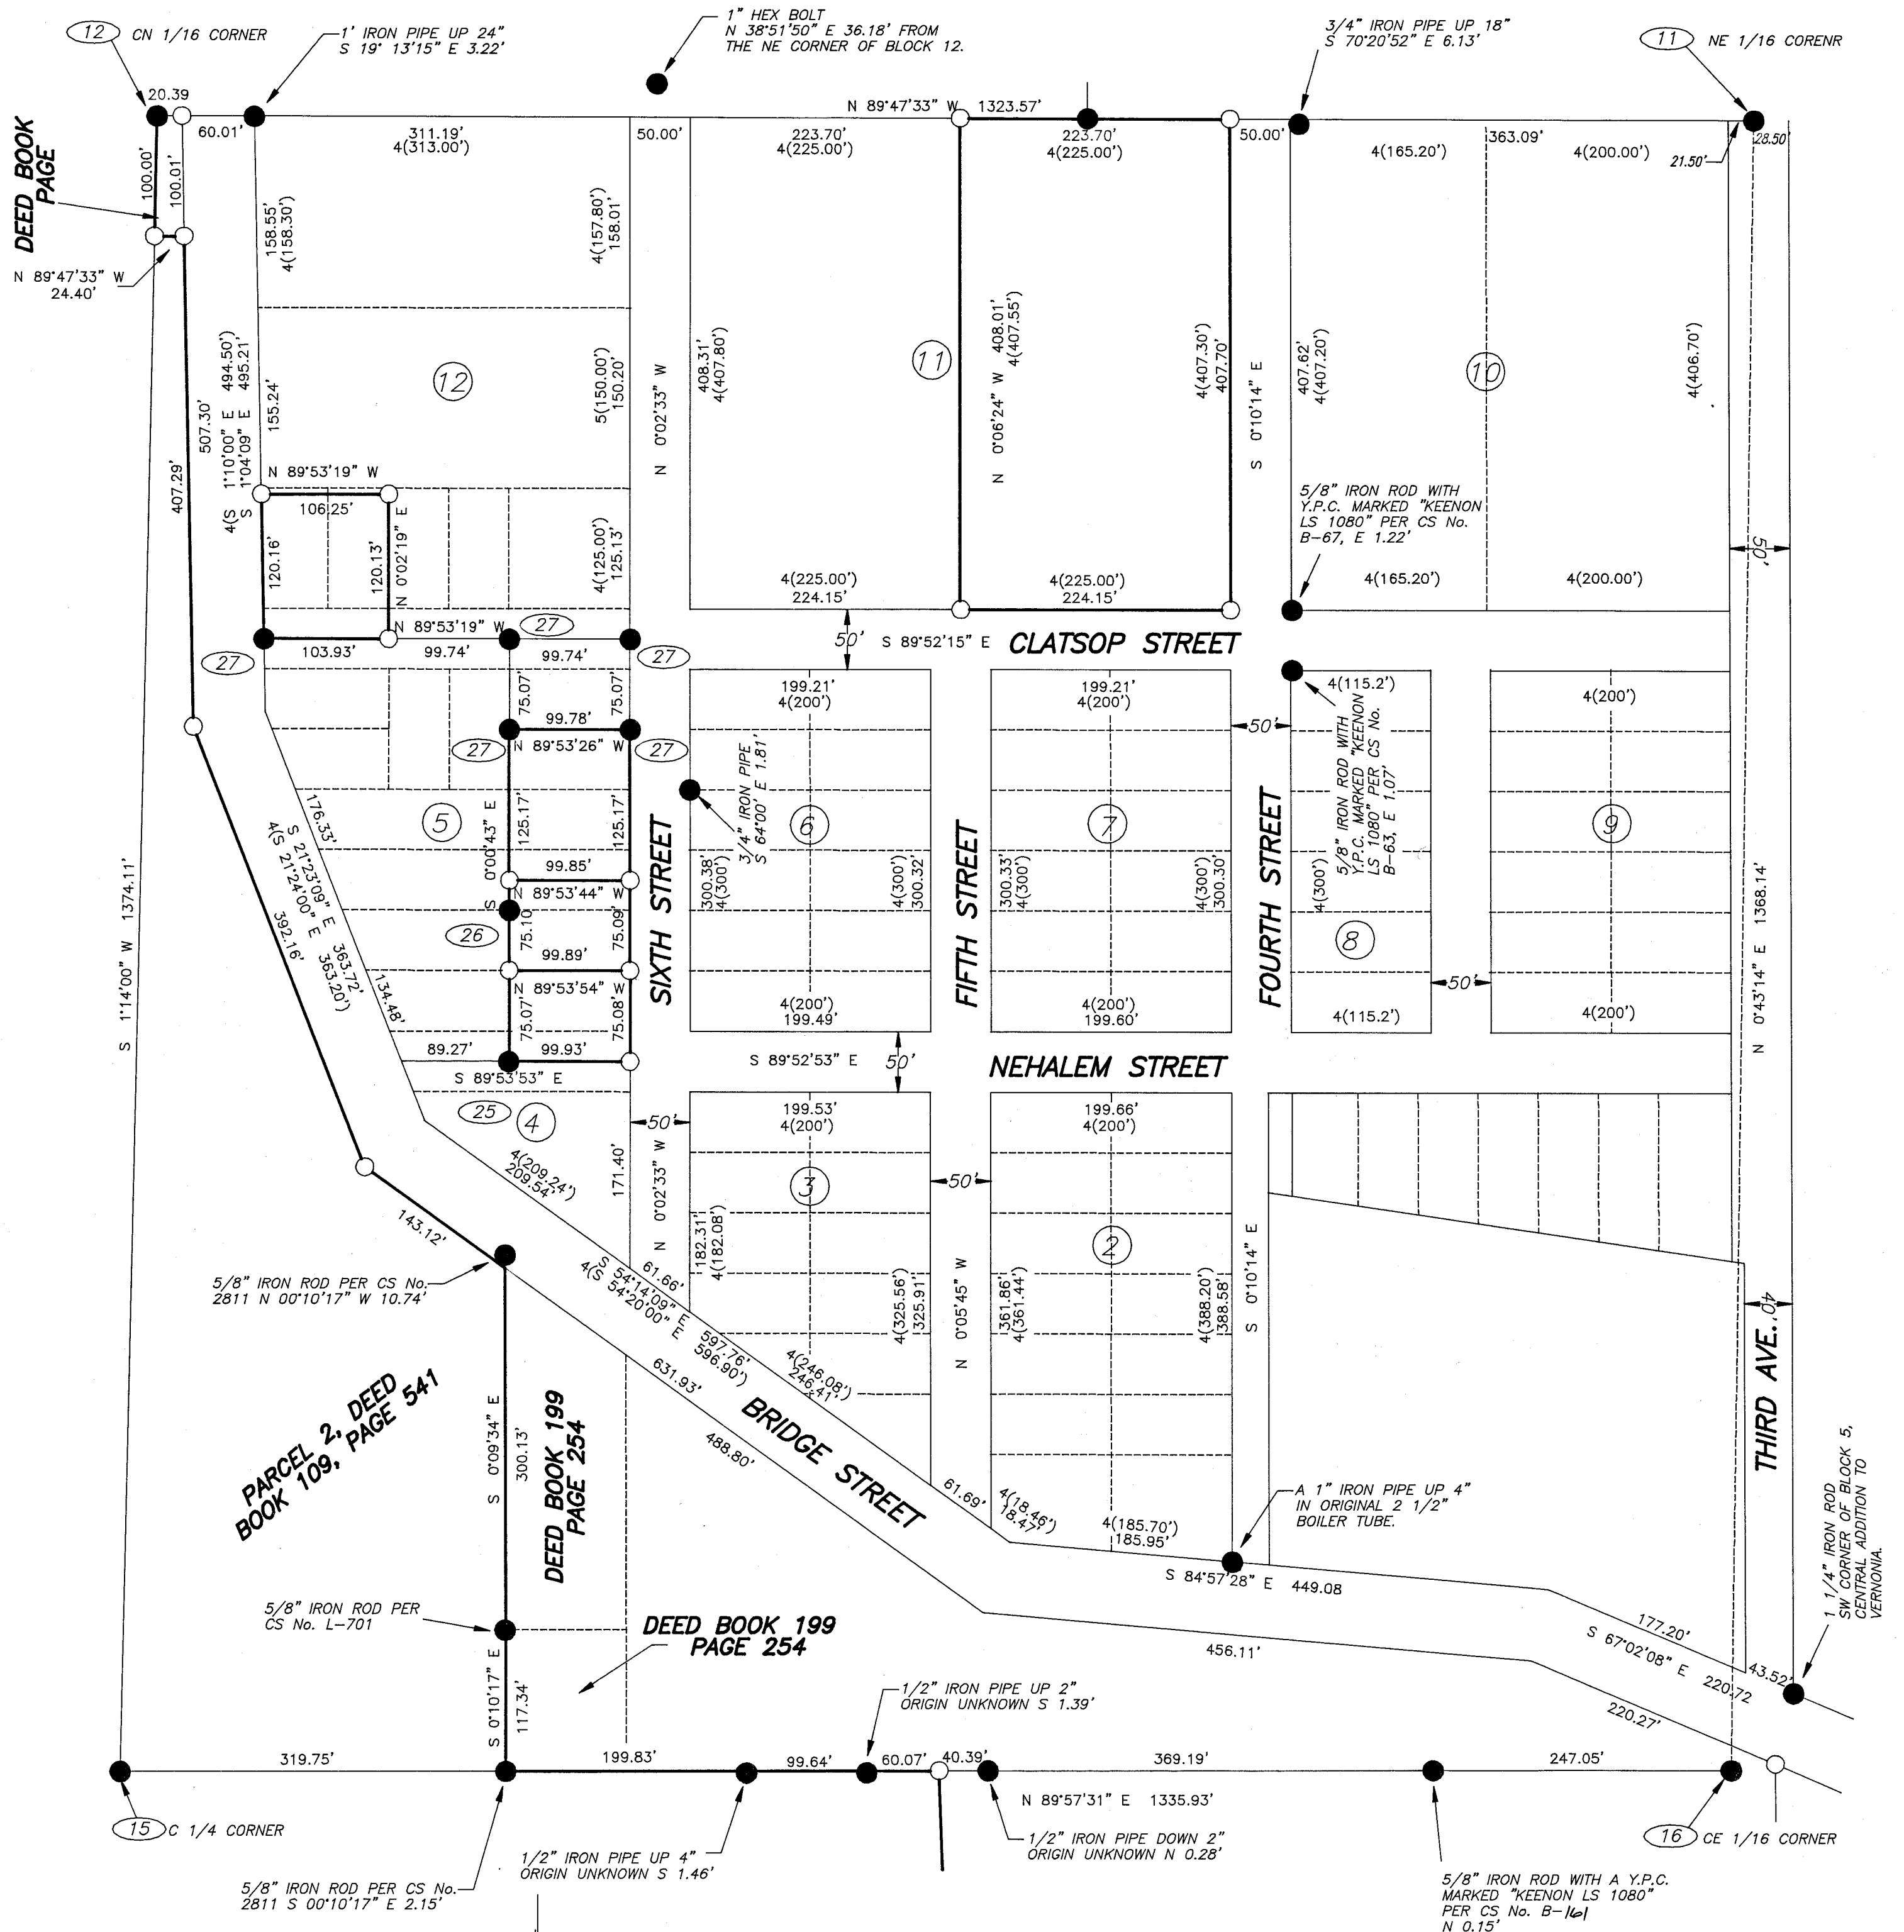 12 CN 1/16 CORNER
1' IRON PIPE UP 24"
S 19° 13'15" E 3.22'
1" HEX BOLT
N 38°51'50" E 36.18' FROM
THE NE CORNER OF BLOCK 12.
3/4" IRON PIPE UP 18"
S 70°20'52" E 6.13'
11 NE 1/16 CORENR
20.39
60.01'
311.19'
4(313.00')
50.00'
N 89°47'33" W 1323.57'
223.70'
4(225.00')
223.70'
4(225.00')
50.00'
363.09'
4(165.20')
4(200.00')
21.50'
28.50'
DEED BOOK
PAGE
100.00'
100.01'
N 89°47'33" W
24.40'
158.55'
4(158.30')
4(157.80')
158.01'
507.30'
407.29'
4(S 1°10'00" E 494.50')
S 1°04'09" E 495.21'
155.24'
12
5(150.00')
150.20'
N 0°02'33" W
408.31'
4(407.80')
11
N 0°06'24" W 408.01'
4(407.55')
4(407.30')
407.70'
S 0°10'14" E
407.62'
4(407.20')
10
4(406.70')
N 89°53'19" W
106.25'
120.16'
120.13'
N 0°02'19" E
4(125.00')
125.13'
5/8" IRON ROD WITH
Y.P.C. MARKED "KEENON
LS 1080" PER CS No.
B-67, E 1.22'
50'
4(225.00')
224.15'
4(225.00')
224.15'
4(165.20')
4(200.00')
N 89°53'19" W
27
27
27
103.93'
99.74'
99.74'
50'
S 89°52'15" E CLATSOP STREET
75.07'
75.07'
99.78'
N 89°53'26" W
27
27
199.21'
4(200')
199.21'
4(200')
50'
4(115.2')
4(200')
5/8" IRON ROD WITH
Y.P.C. MARKED "KEENON
LS 1080" PER CS No.
B-63, E 1.07'
3/4" IRON PIPE
S 64°00' E 1.81'
176.33'
S 21°23'09" E 363.72'
4(S 21°24'00" E 363.20')
5
S 0°00'43" E
125.17'
125.17'
SIXTH STREET
6
FIFTH STREET
7
FOURTH STREET
9
300.38'
4(300')
4(300')
300.32'
300.33'
4(300')
4(300')
300.30'
4(300')
8
99.85'
N 89°53'44" W
26
75.10
75.09'
99.89'
N 89°53'54" W
134.48'
392.16'
S 1°14'00" W 1374.11'
N 0°43'14" E 1368.14'
50'
75.07'
75.08'
4(200')
199.49'
4(200')
199.60'
4(115.2')
4(200')
89.27'
99.93'
S 89°53'53" E
S 89°52'53" E 50'
NEHALEM STREET
25
4
50'
199.53'
4(200')
199.66'
4(200')
4(209.24')
209.54'
171.40'
N 0°02'33" W
3
50'
2
S 0°10'14" E
182.31'
4(182.08')
4(325.56')
325.91'
N 0°05'45" W
361.86'
4(361.44')
4(388.20')
388.58'
143.12'
61.66'
S 54°14'09" E 597.76'
4(S 54°20'00" E 596.90')
5/8" IRON ROD PER CS No.
2811 N 00°10'17" W 10.74'
40'
THIRD AVE.
4(246.08')
246.41'
631.93'
488.80'
BRIDGE STREET
PARCEL 2, DEED
BOOK 109, PAGE 541
S 0°09'34" E
300.13'
DEED BOOK 199
PAGE 254
61.69'
4(18.46')
18.47'
4(185.70')
185.95'
A 1" IRON PIPE UP 4"
IN ORIGINAL 2 1/2"
BOILER TUBE.
S 84°57'28" E 449.08
1 1/4" IRON ROD
SW CORNER OF BLOCK 5,
CENTRAL ADDITION TO
VERNONIA.
5/8" IRON ROD PER
CS No. L-701
DEED BOOK 199
PAGE 254
177.20'
S 67°02'08" E 220.72
43.52'
456.11'
220.27'
S 0°10'17" E
117.34'
1/2" IRON PIPE UP 2"
ORIGIN UNKNOWN S 1.39'
319.75'
199.83'
99.64'
60.07'
40.39'
369.19'
247.05'
N 89°57'31" E 1335.93'
15 C 1/4 CORNER
16 CE 1/16 CORNER
1/2" IRON PIPE DOWN 2"
ORIGIN UNKNOWN N 0.28'
1/2" IRON PIPE UP 4"
ORIGIN UNKNOWN S 1.46'
5/8" IRON ROD PER CS No.
2811 S 00°10'17" E 2.15'
5/8" IRON ROD WITH A Y.P.C.
MARKED "KEENON LS 1080"
PER CS No. B-161
N 0.15'